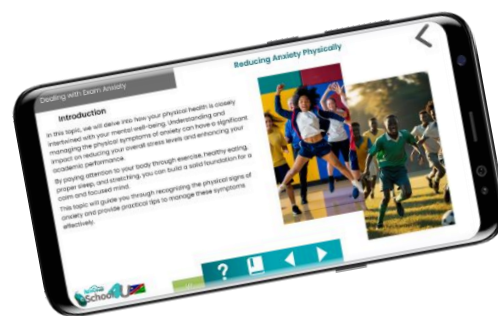 Dealing with Exam Anxiety
Reducing Anxiety Physically
Introduction
In this topic, we will delve into how your physical health is closely
intertwined with your mental well-being. Understanding and
managing the physical symptoms of anxiety can have a significant
impact on reducing your overall stress levels and enhancing your
academic performance.
By paying attention to your body through exercise, healthy eating,
proper sleep, and stretching, you can build a solid foundation for a
calm and focused mind.
This topic will guide you through recognizing the physical signs of
anxiety and provide practical tips to manage these symptoms
effectively.
?
School4U